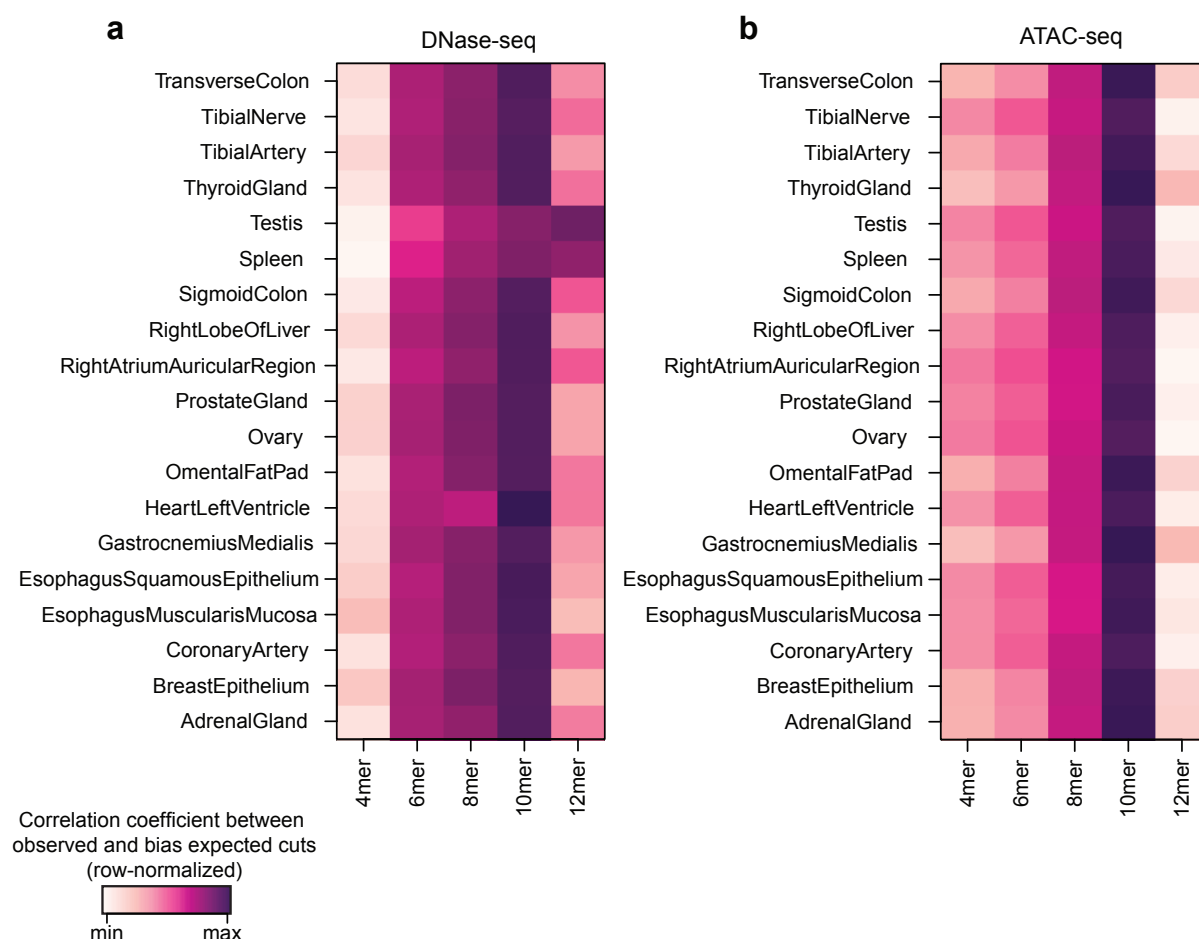 a
DNase-seq
TransverseColon
TibialNerve
TibialArtery
ThyroidGland
Testis
Spleen
SigmoidColon
RightLobeOfLiver
RightAtriumAuricularRegion
ProstateGland
Ovary
OmentalFatPad
HeartLeftVentricle
GastrocnemiusMedialis
EsophagusSquamousEpithelium
EsophagusMuscularisMucosa
CoronaryArtery
BreastEpithelium
AdrenalGland
4mer
6mer
8mer
10mer
12mer
b
ATAC-seq
TransverseColon
TibialNerve
TibialArtery
ThyroidGland
Testis
Spleen
SigmoidColon
RightLobeOfLiver
RightAtriumAuricularRegion
ProstateGland
Ovary
OmentalFatPad
HeartLeftVentricle
GastrocnemiusMedialis
EsophagusSquamousEpithelium
EsophagusMuscularisMucosa
CoronaryArtery
BreastEpithelium
AdrenalGland
4mer
6mer
8mer
10mer
12mer
Correlation coefficient between
observed and bias expected cuts
(row-normalized)
min max